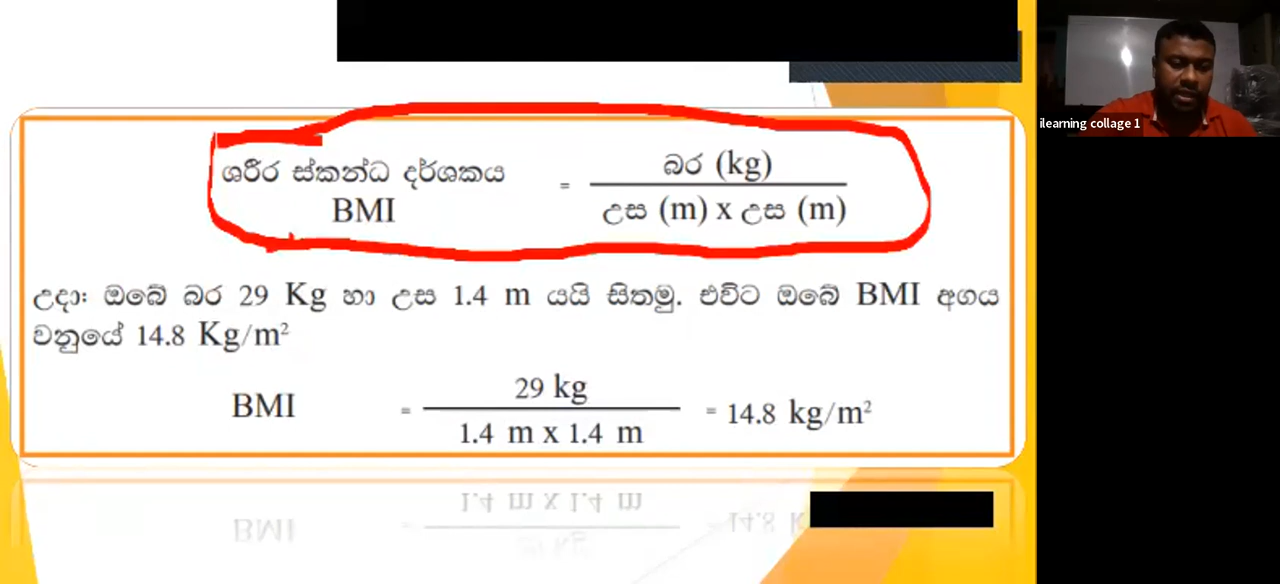 ilearning collage 1
ශරීර ස්කන්ධ දර්ශකය
BMI
=
බර (kg)
උස (m) x උස (m)
උදා: ඔබේ බර 29 Kg හා උස 1.4 m යයි සිතමු. එවිට ඔබේ BMI අගය
වනුයේ 14.8 Kg/m²
BMI
=
29 kg
1.4 m x 1.4 m
= 14.8 kg/m²